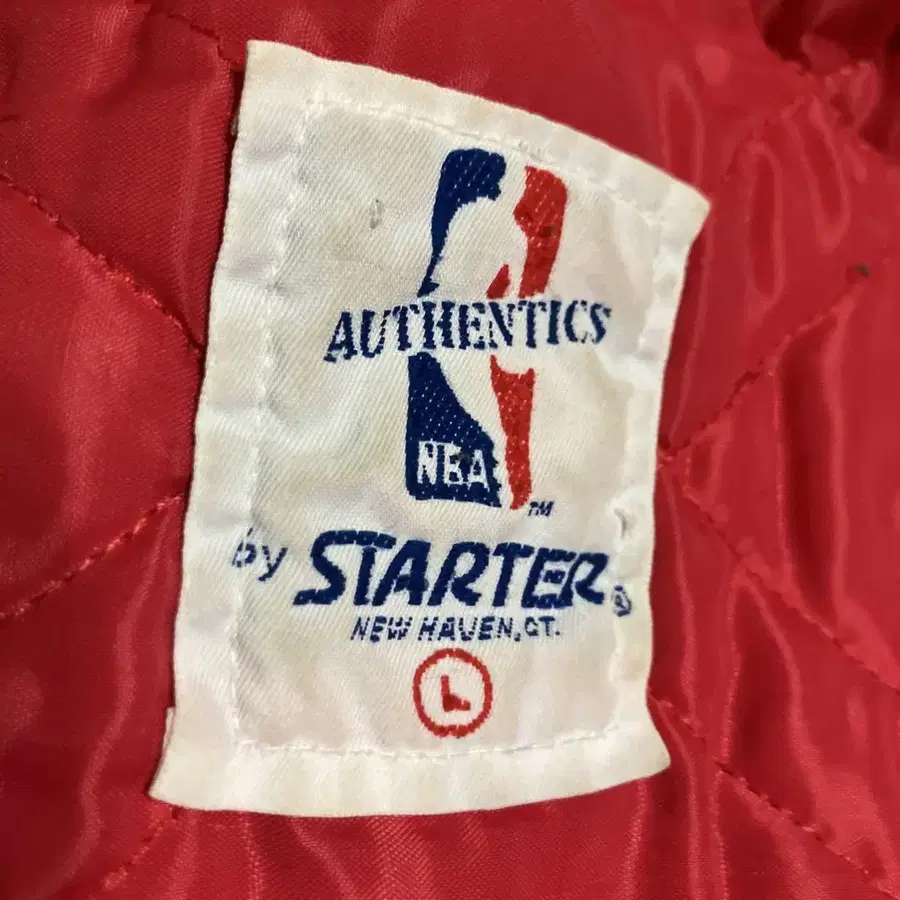 AUTHENTICS
NBA
TM
by STARTER®
NEW HAVEN, CT.
L